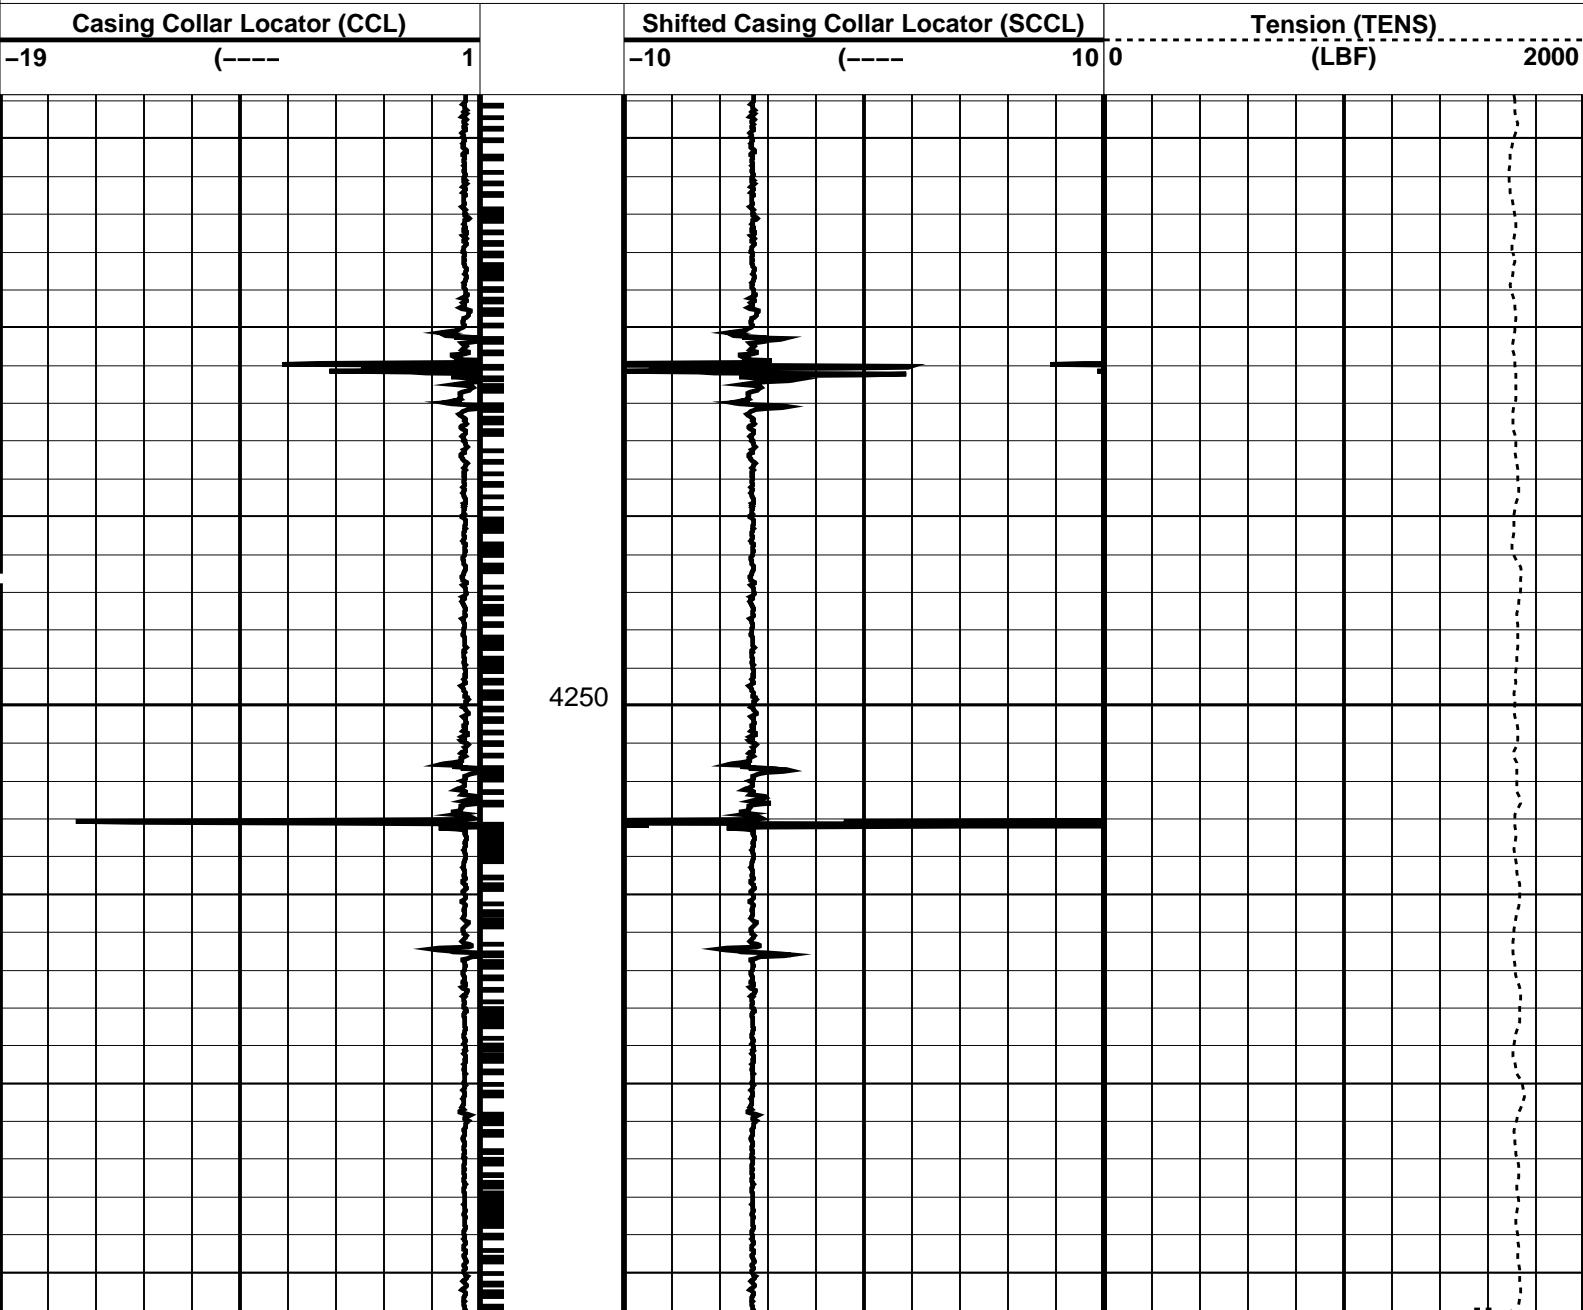 Casing Collar Locator (CCL)
−19 (−−−− 1
Shifted Casing Collar Locator (SCCL)
−10 (−−−− 10
Tension (TENS)
0 (LBF) 2000
4250